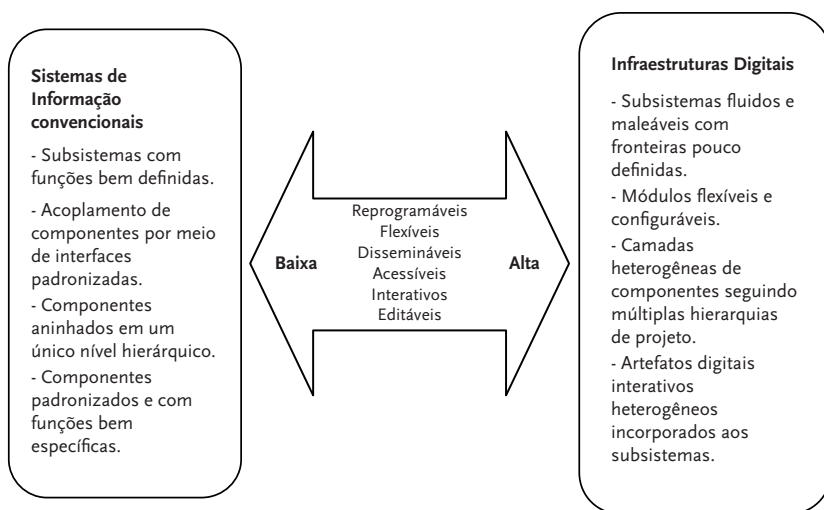 Sistemas de
Informação
convencionais
- Subsistemas com
funções bem definidas.
- Acoplamento de
componentes por meio
de interfaces
padronizadas.
- Componentes
aninhados em um
único nível hierárquico.
- Componentes
padronizados e com
funções bem
específicas.
Baixa
Reprogramáveis
Flexíveis
Dissemináveis
Acessíveis
Interativos
Editáveis
Alta
Infraestruturas Digitais
- Subsistemas fluidos e
maleáveis com
fronteiras pouco
definidas.
- Módulos flexíveis e
configuráveis.
- Camadas
heterogêneas de
componentes seguindo
múltiplas hierarquias
de projeto.
- Artefatos digitais
interativos
heterogêneos
incorporados aos
subsistemas.